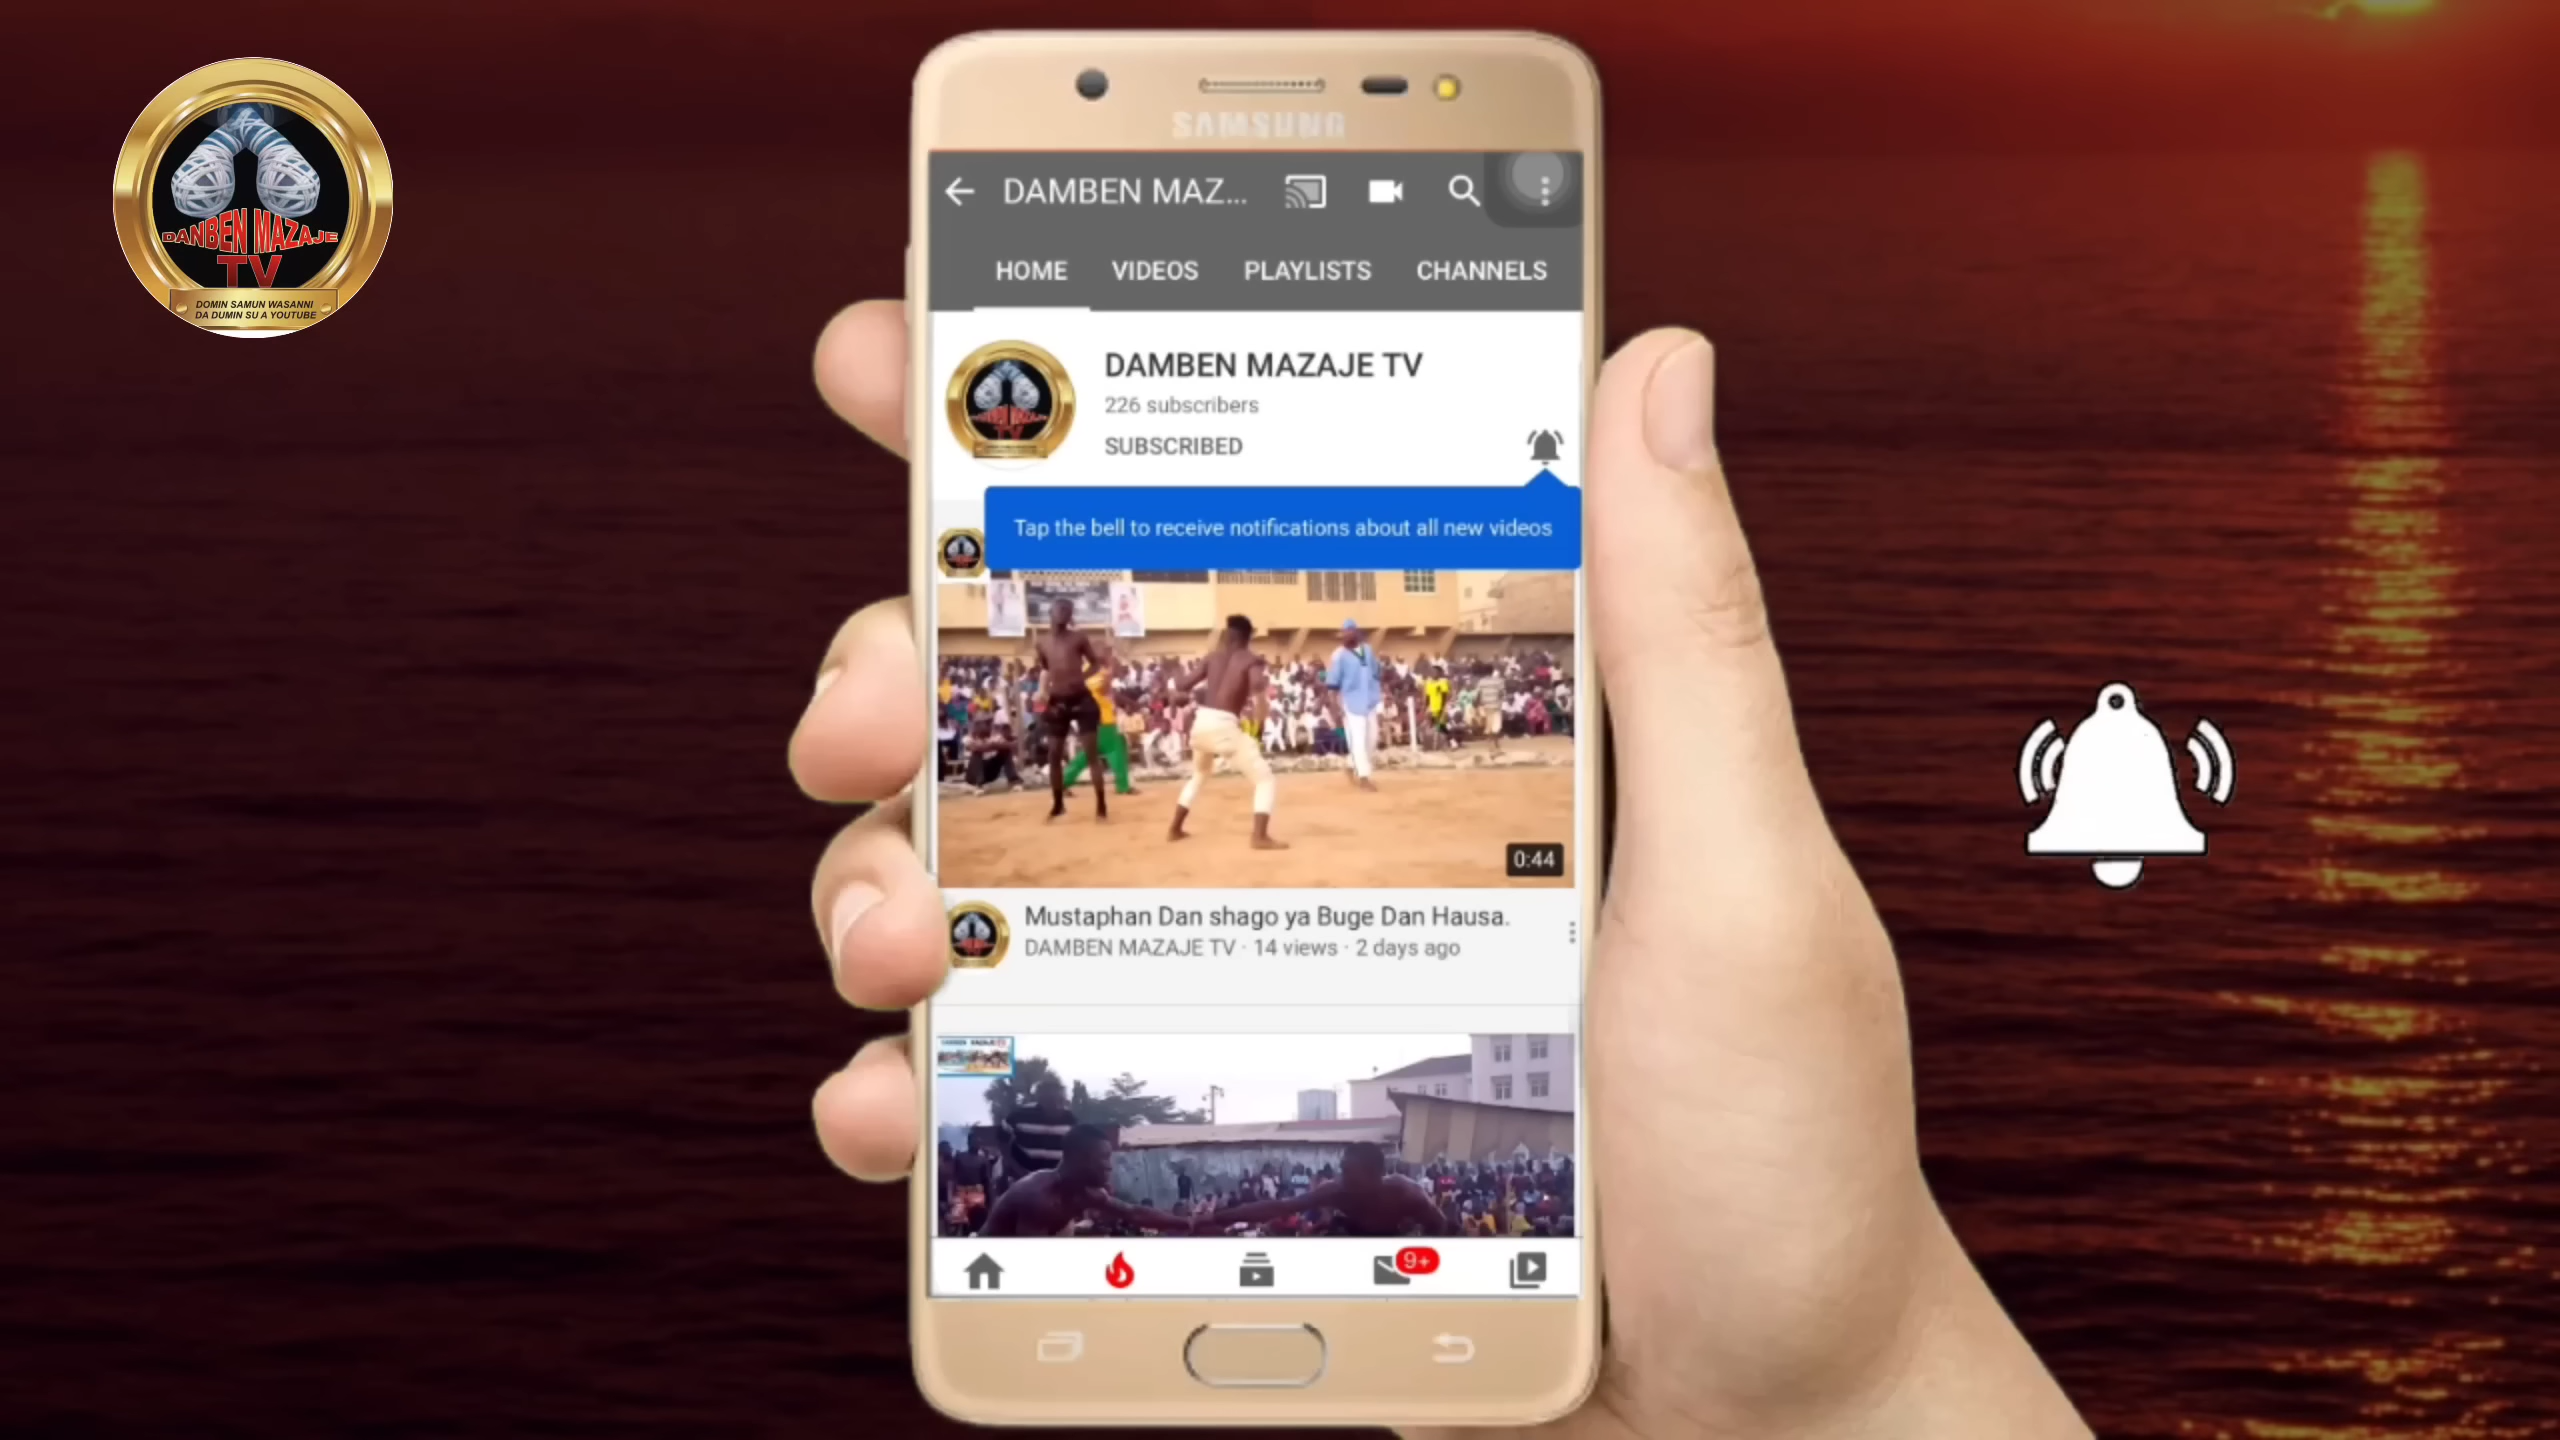 DANBEN MAZAJE
TV
DOMIN SAMUN WASANNI
DA DUMIN SU A YOUTUBE
SAMSUNG
DAMBEN MAZ...
HOME VIDEOS PLAYLISTS CHANNELS
DAMBEN MAZAJE TV
226 subscribers
SUBSCRIBED
Tap the bell to receive notifications about all new videos
0:44
Mustaphan Dan shago ya Buge Dan Hausa.
DAMBEN MAZAJE TV · 14 views · 2 days ago
9+